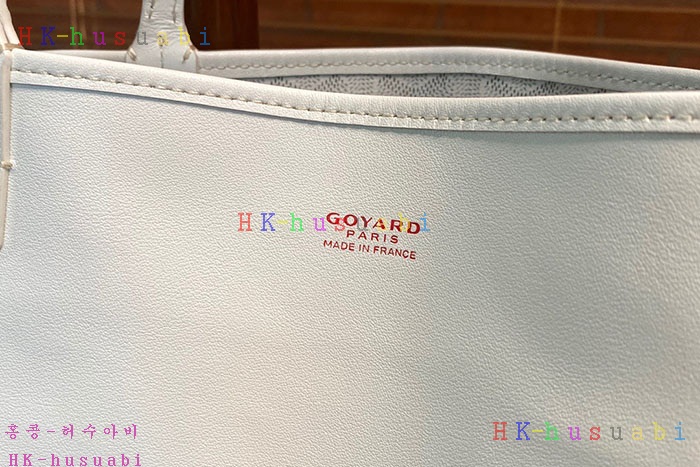 HK-husuabi
HK-husuabi
GOYARD
PARIS
MADE IN FRANCE
홍콩-허수아비
HK-husuabi
HK-husuabi